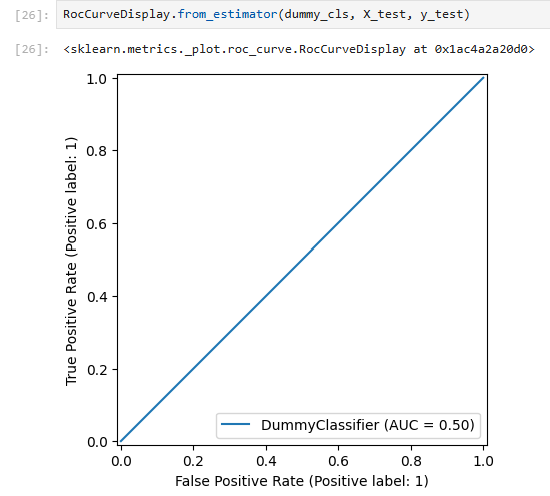 [26]: RocCurveDisplay.from_estimator(dummy_cls, X_test, y_test)
[26]: <sklearn.metrics._plot.roc_curve.RocCurveDisplay at 0x1ac4a2a20d0>
1.0
0.8
0.6
0.4
0.2
0.0
True Positive Rate (Positive label: 1)
DummyClassifier (AUC = 0.50)
0.0 0.2 0.4 0.6 0.8 1.0
False Positive Rate (Positive label: 1)